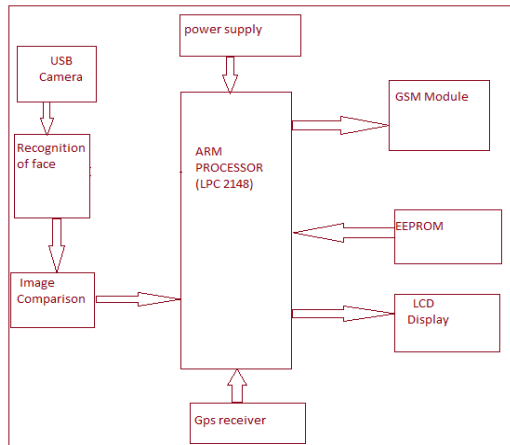 power supply
USB
Camera
GSM Module
Recognition
of face
ARM
PROCESSOR
(LPC 2148)
EEPROM
Image
Comparison
LCD
Display
Gps receiver